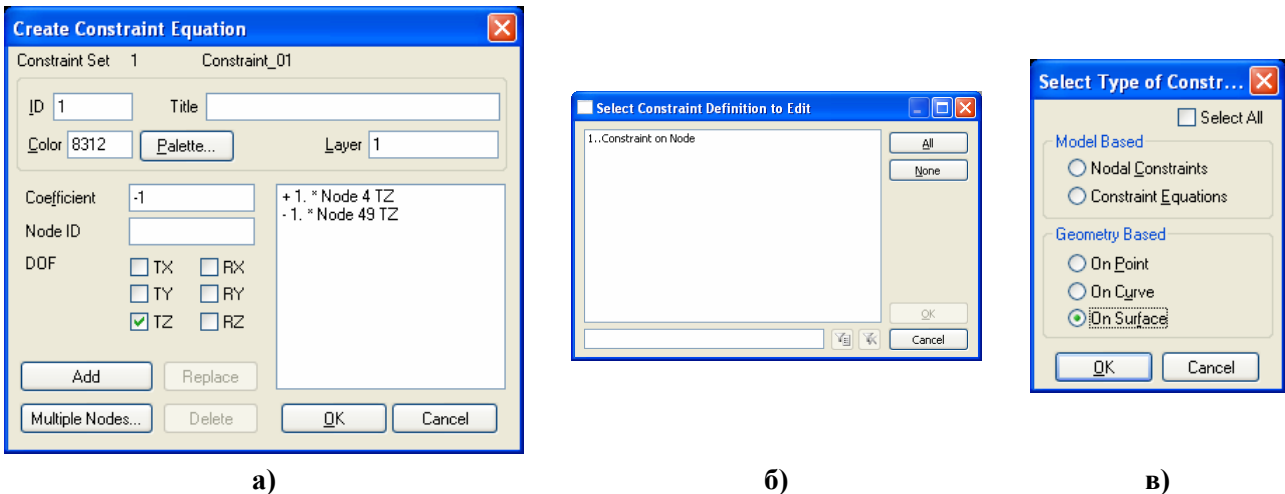 Create Constraint Equation
Constraint Set 1 Constraint_01
ID 1 Title
Color 8312 Palette... Layer 1
Coefficient -1
Node ID
DOF TX RX
TY RY
TZ RZ
+ 1. * Node 4 TZ
- 1. * Node 49 TZ
Add Replace
Multiple Nodes... Delete OK Cancel
а)
Select Constraint Definition to Edit
1..Constraint on Node
All
None
OK
Cancel
б)
Select Type of Constr...
Select All
Model Based
Nodal Constraints
Constraint Equations
Geometry Based
On Point
On Curve
On Surface
OK Cancel
в)